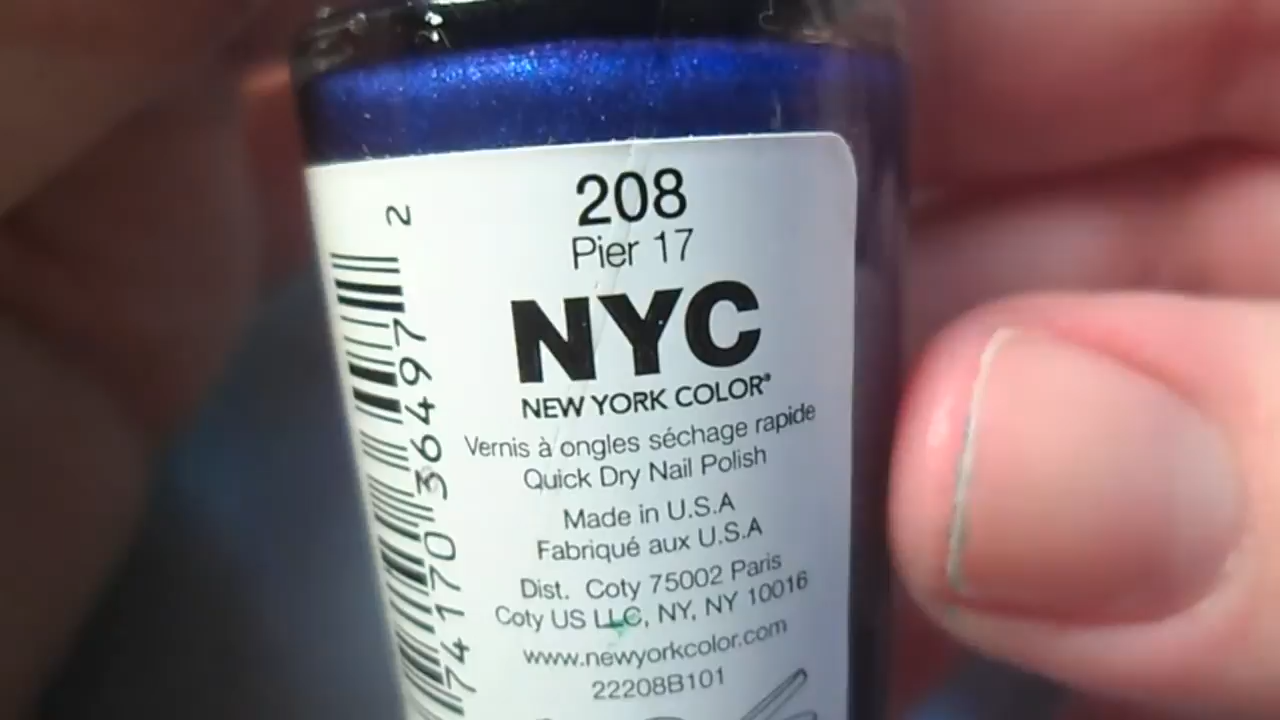 208
Pier 17
NYC
NEW YORK COLOR®
Vernis à ongles séchage rapide
Quick Dry Nail Polish
Made in U.S.A
Fabriqué aux U.S.A
Dist. Coty 75002 Paris
Coty US LLC, NY, NY 10016
www.newyorkcolor.com
22208B101
74170 36497 2